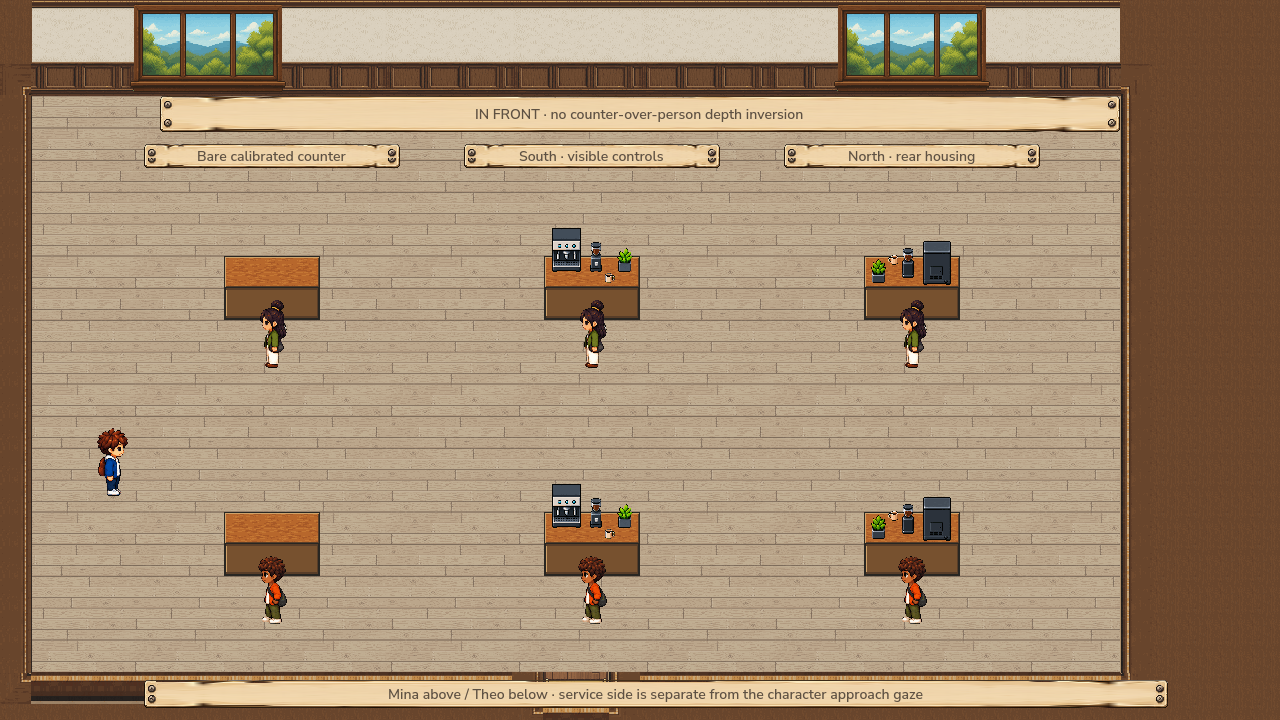 IN FRONT · no counter-over-person depth inversion
Bare calibrated counter
South · visible controls
North · rear housing
Mina above / Theo below · service side is separate from the character approach gaze